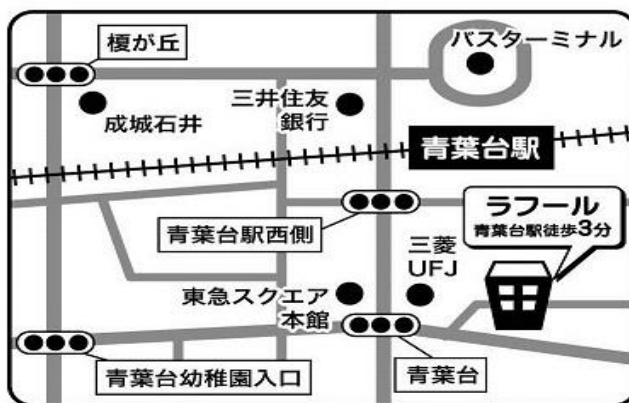 榎が丘
バスターミナル
成城石井
三井住友
銀行
青葉台駅
青葉台駅西側
ラフール
青葉台駅徒歩3分
三菱
UFJ
東急スクエア
本館
青葉台幼稚園入口
青葉台